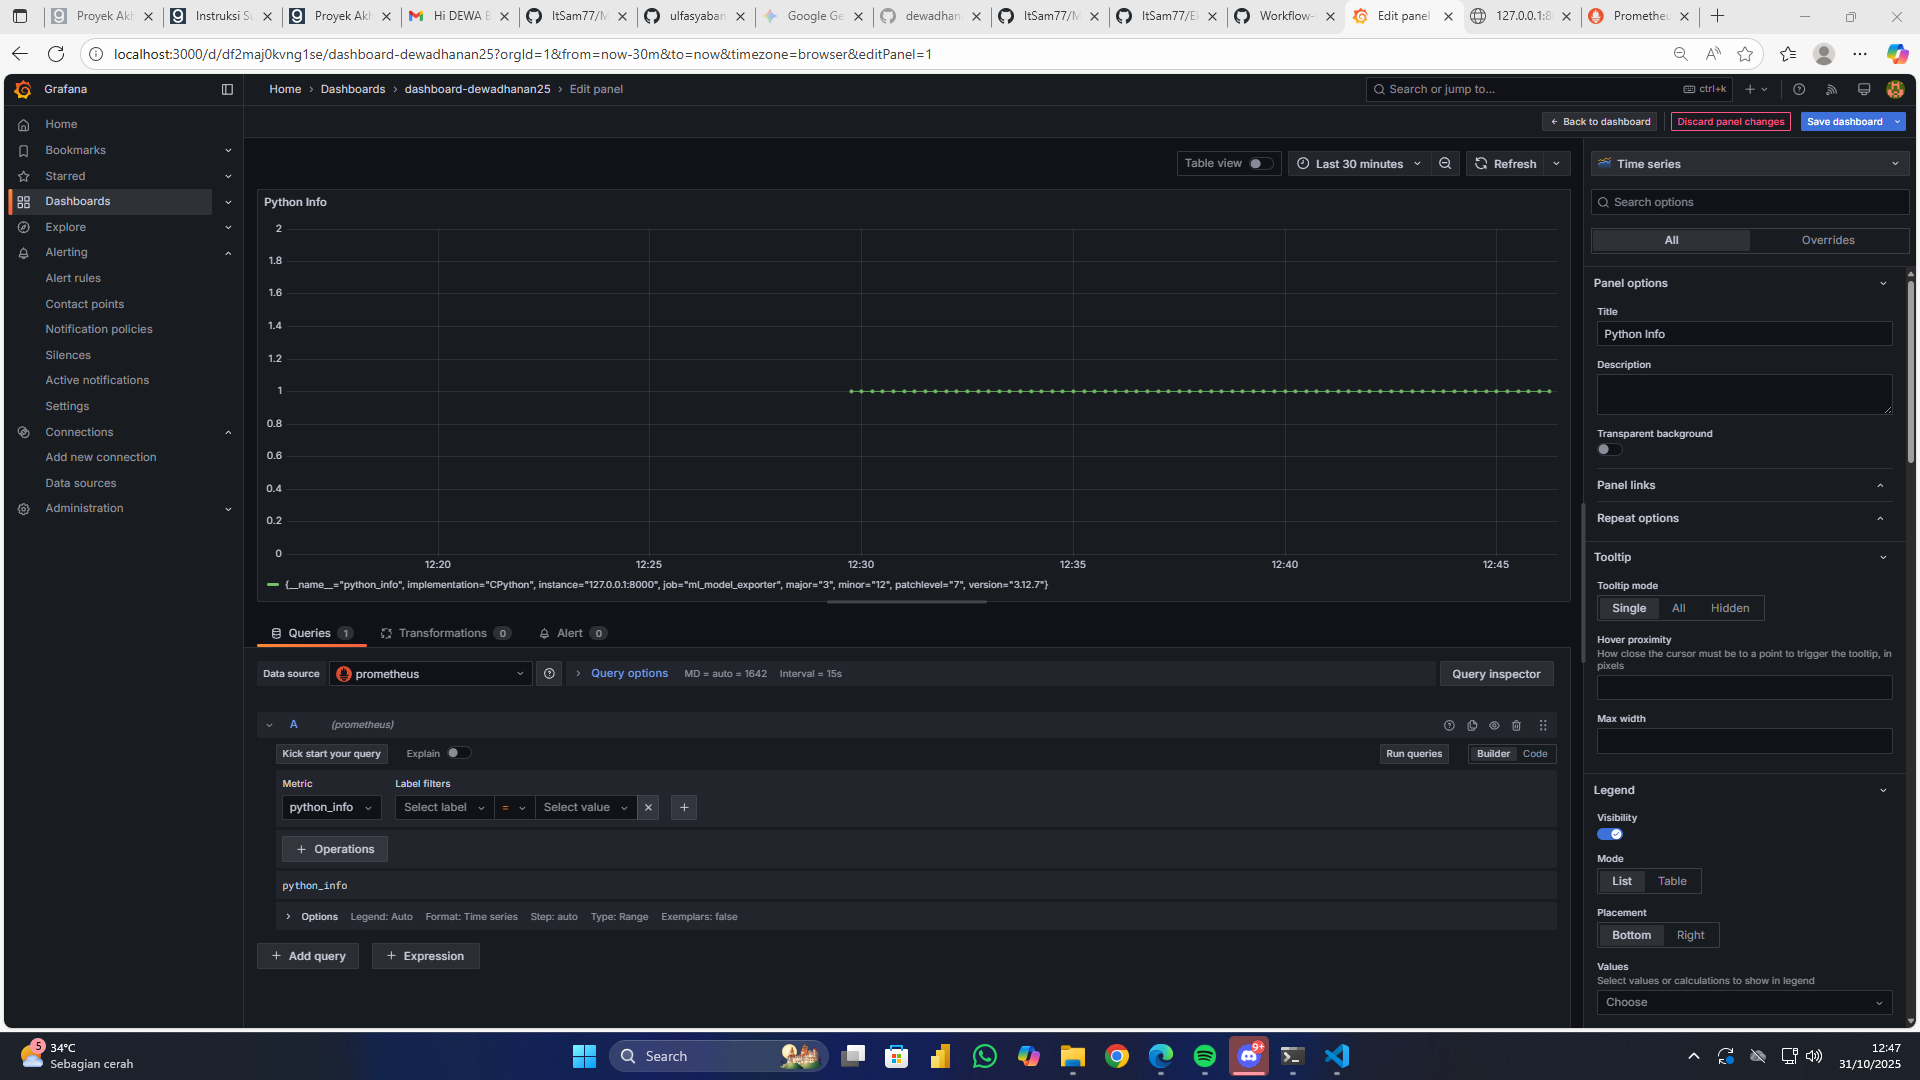 Proyek Akh
Instruksi Su
Proyek Akh
Hi DEWA B
ItSam77/M
ulfasyaban
Google Ge
dewadhana
ItSam77/M
ItSam77/Ek
Workflow-
Edit panel
127.0.0.1:8
Prometheu
localhost:3000/d/df2maj0kvng1se/dashboard-dewadhanan25?orgId=1&from=now-30m&to=now&timezone=browser&editPanel=1
Grafana
Home › Dashboards › dashboard-dewadhanan25 › Edit panel
Search or jump to...
ctrl+k
Back to dashboard
Discard panel changes
Save dashboard
Home
Bookmarks
Starred
Dashboards
Explore
Alerting
Alert rules
Contact points
Notification policies
Silences
Active notifications
Settings
Connections
Add new connection
Data sources
Administration
Table view
Last 30 minutes
Refresh
Python Info
2
1.8
1.6
1.4
1.2
1
0.8
0.6
0.4
0.2
0
12:20
12:25
12:30
12:35
12:40
12:45
{__name__="python_info", implementation="CPython", instance="127.0.0.1:8000", job="ml_model_exporter", major="3", minor="12", patchlevel="7", version="3.12.7"}
Queries 1
Transformations 0
Alert 0
Data source
prometheus
Query options
MD = auto = 1642
Interval = 15s
Query inspector
A
(prometheus)
Kick start your query
Explain
Run queries
Builder
Code
Metric
Label filters
python_info
Select label
=
Select value
Operations
python_info
Options
Legend: Auto
Format: Time series
Step: auto
Type: Range
Exemplars: false
Add query
Expression
Time series
Search options
All
Overrides
Panel options
Title
Python Info
Description
Transparent background
Panel links
Repeat options
Tooltip
Tooltip mode
Single
All
Hidden
Hover proximity
How close the cursor must be to a point to trigger the tooltip, in
pixels
Max width
Legend
Visibility
Mode
List
Table
Placement
Bottom
Right
Values
Select values or calculations to show in legend
Choose
5
34°C
Sebagian cerah
Search
9+
12:47
31/10/2025